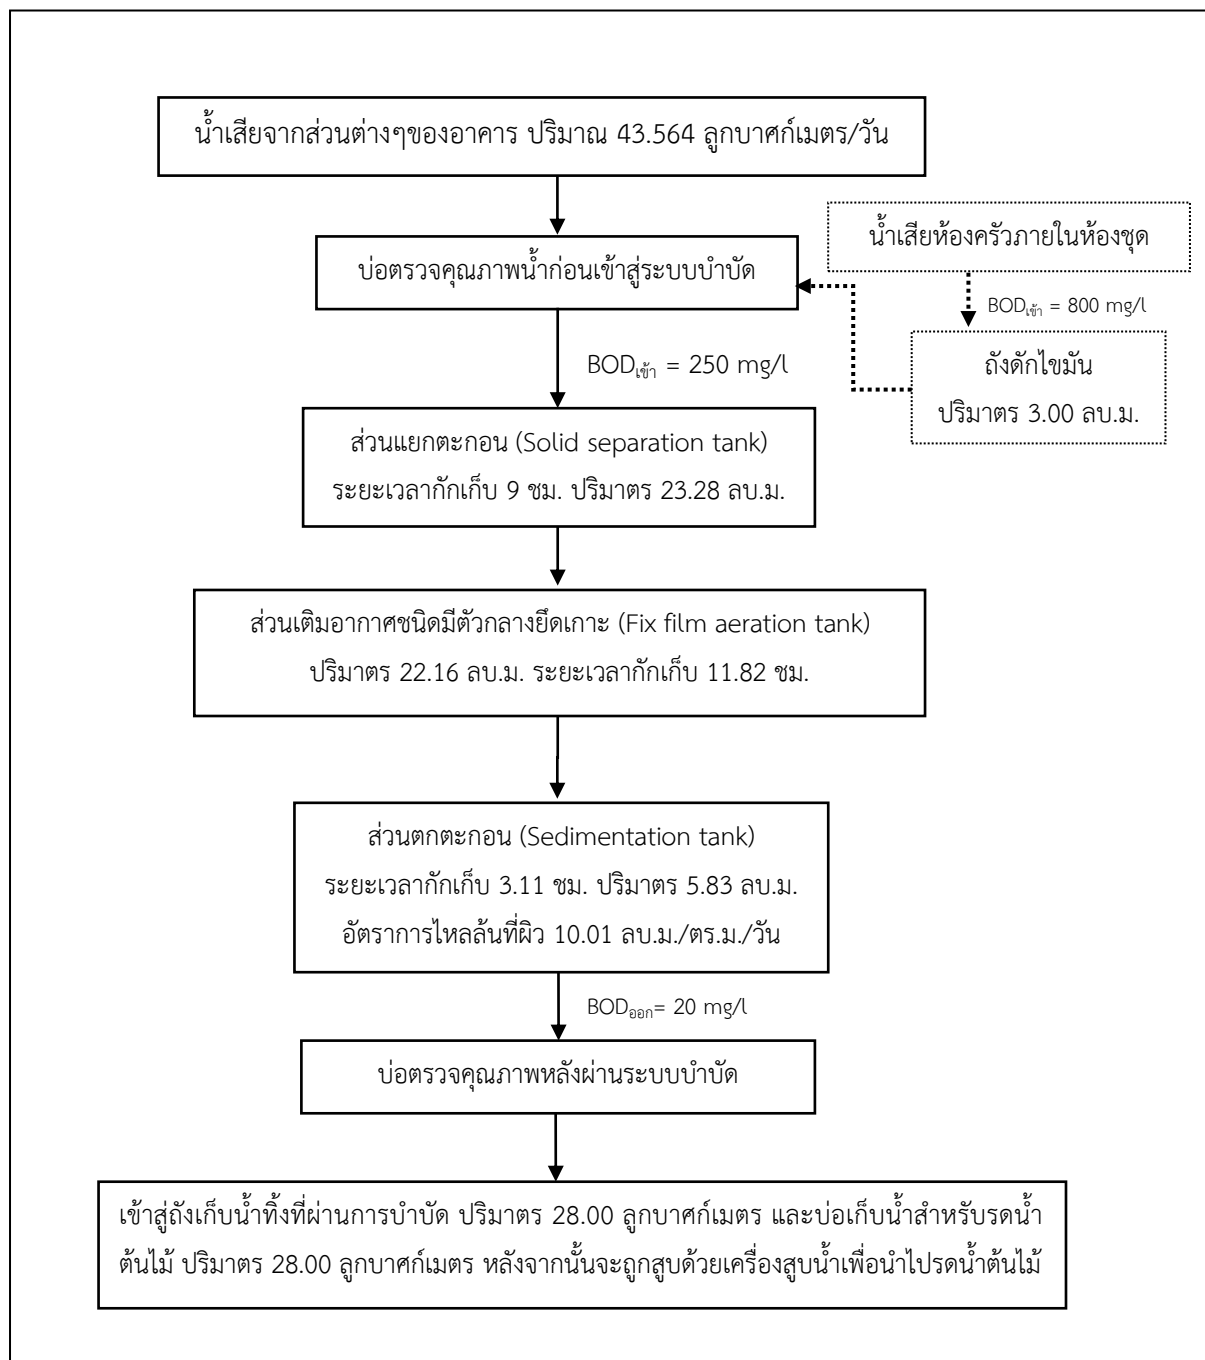 น้ำเสียจากส่วนต่างๆของอาคาร ปริมาณ 43.564 ลูกบาศก์เมตร/วัน
น้ำเสียห้องครัวภายในห้องชุด
บ่อตรวจคุณภาพน้ำก่อนเข้าสู่ระบบบำบัด
BODเข้า = 800 mg/l
BODเข้า = 250 mg/l
ถังดักไขมัน
ปริมาตร 3.00 ลบ.ม.
ส่วนแยกตะกอน (Solid separation tank)
ระยะเวลากักเก็บ 9 ชม. ปริมาตร 23.28 ลบ.ม.
ส่วนเติมอากาศชนิดมีตัวกลางยึดเกาะ (Fix film aeration tank)
ปริมาตร 22.16 ลบ.ม. ระยะเวลากักเก็บ 11.82 ชม.
ส่วนตกตะกอน (Sedimentation tank)
ระยะเวลากักเก็บ 3.11 ชม. ปริมาตร 5.83 ลบ.ม.
อัตราการไหลล้นที่ผิว 10.01 ลบ.ม./ตร.ม./วัน
BODออก= 20 mg/l
บ่อตรวจคุณภาพหลังผ่านระบบบำบัด
เข้าสู่ถังเก็บน้ำทิ้งที่ผ่านการบำบัด ปริมาตร 28.00 ลูกบาศก์เมตร และบ่อเก็บน้ำสำหรับรดน้ำ
ต้นไม้ ปริมาตร 28.00 ลูกบาศก์เมตร หลังจากนั้นจะถูกสูบด้วยเครื่องสูบน้ำเพื่อนำไปรดน้ำต้นไม้